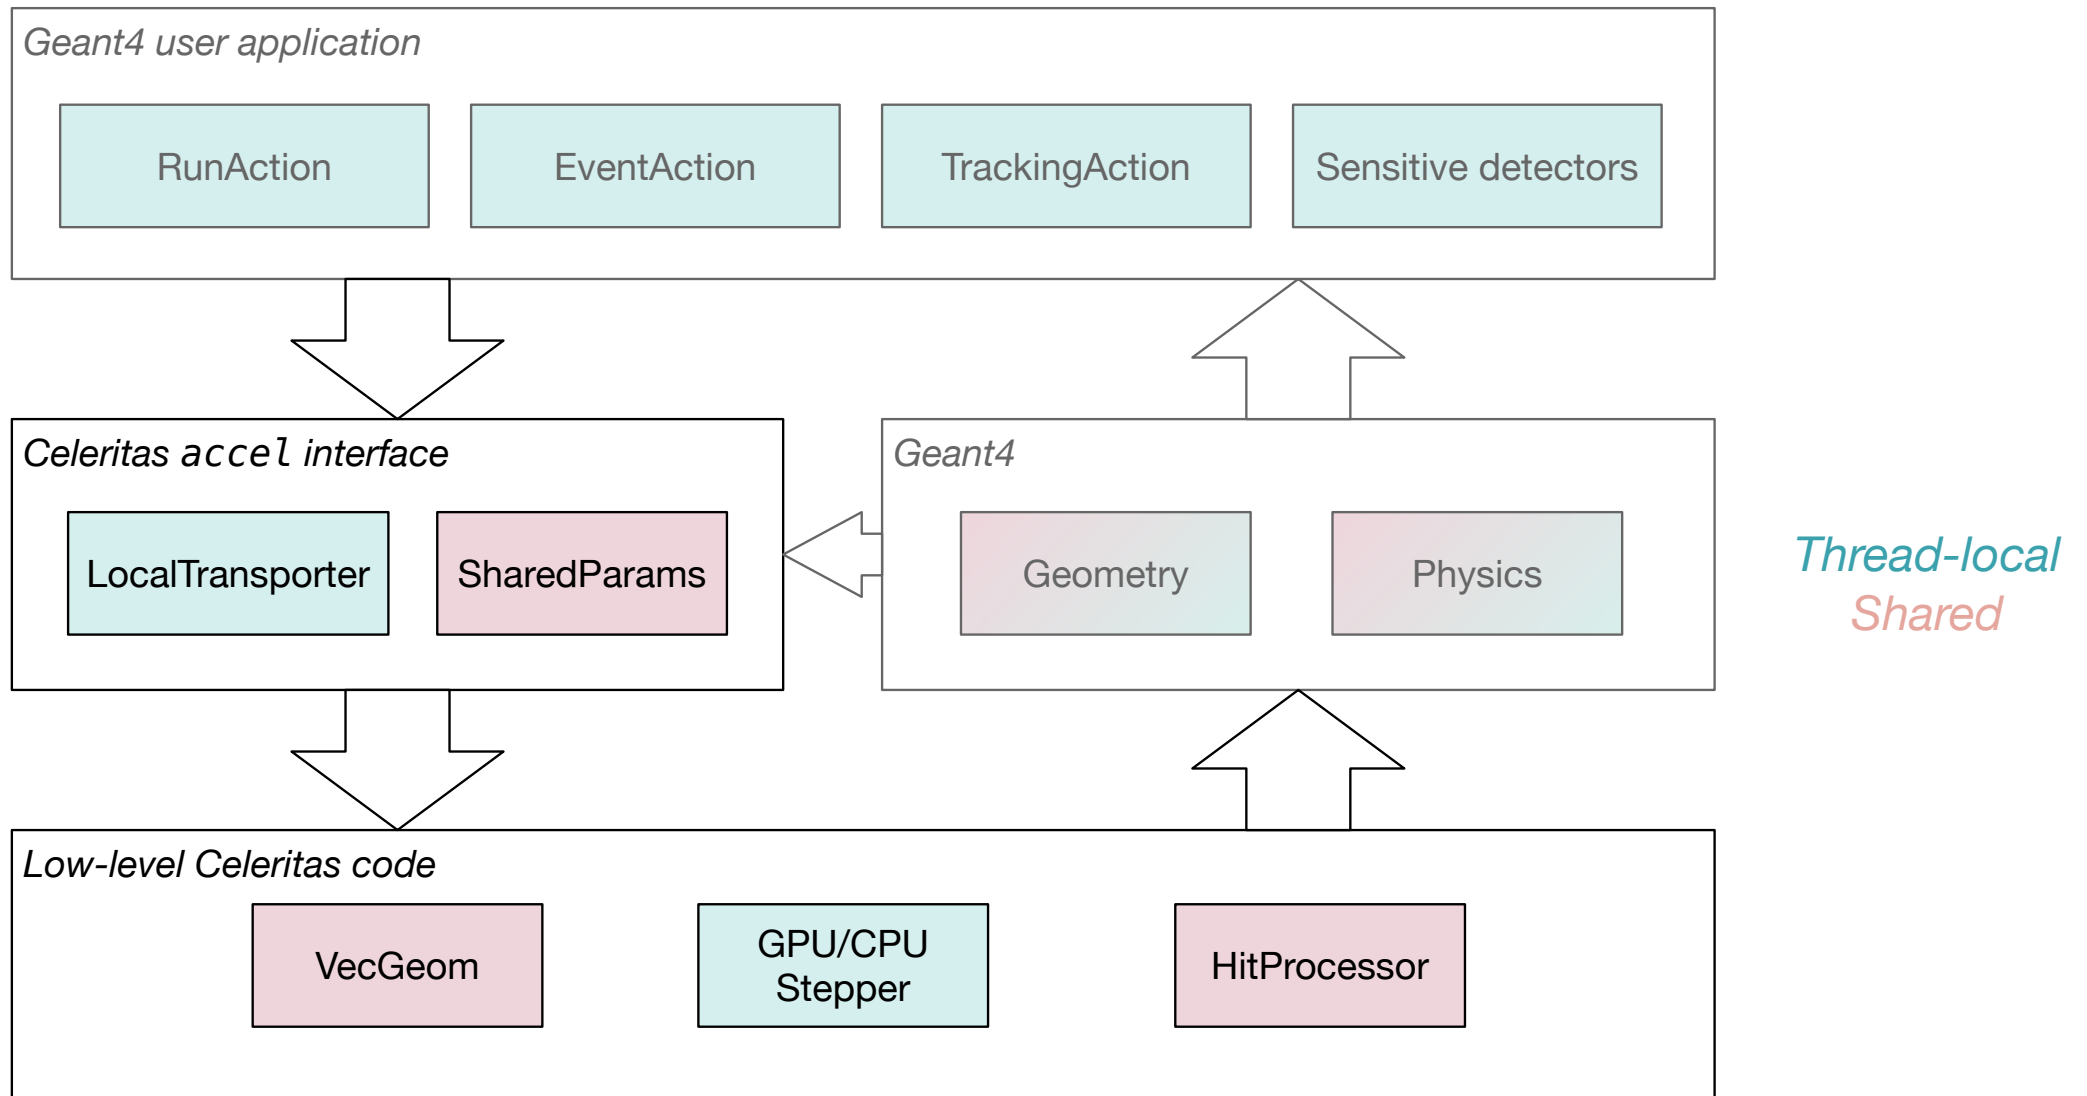 Geant4 user application
RunAction
EventAction
TrackingAction
Sensitive detectors
Celeritas accel interface
LocalTransporter
SharedParams
Geant4
Geometry
Physics
Thread-local
Shared
Low-level Celeritas code
VecGeom
GPU/CPU
Stepper
HitProcessor